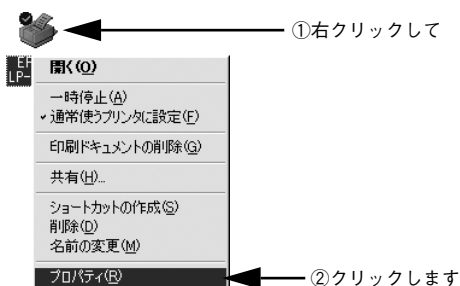 ①右クリックして
EP
LP-
開く(O)
一時停止(A)
通常使うプリンタに設定(F)
印刷ドキュメントの削除(G)
共有(H)...
ショートカットの作成(S)
削除(D)
名前の変更(M)
プロパティ(R)
②クリックします